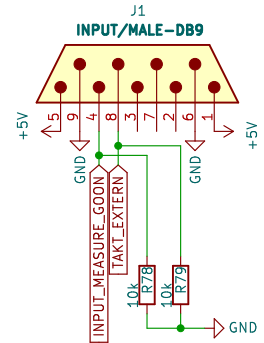 J1
INPUT/MALE-DB9
5
9
4
8
3
7
2
6
1
+5V
+5V
GND
GND
INPUT_MEASURE_GOON
TAKT_EXTERN
10k
R78
10k
R79
GND